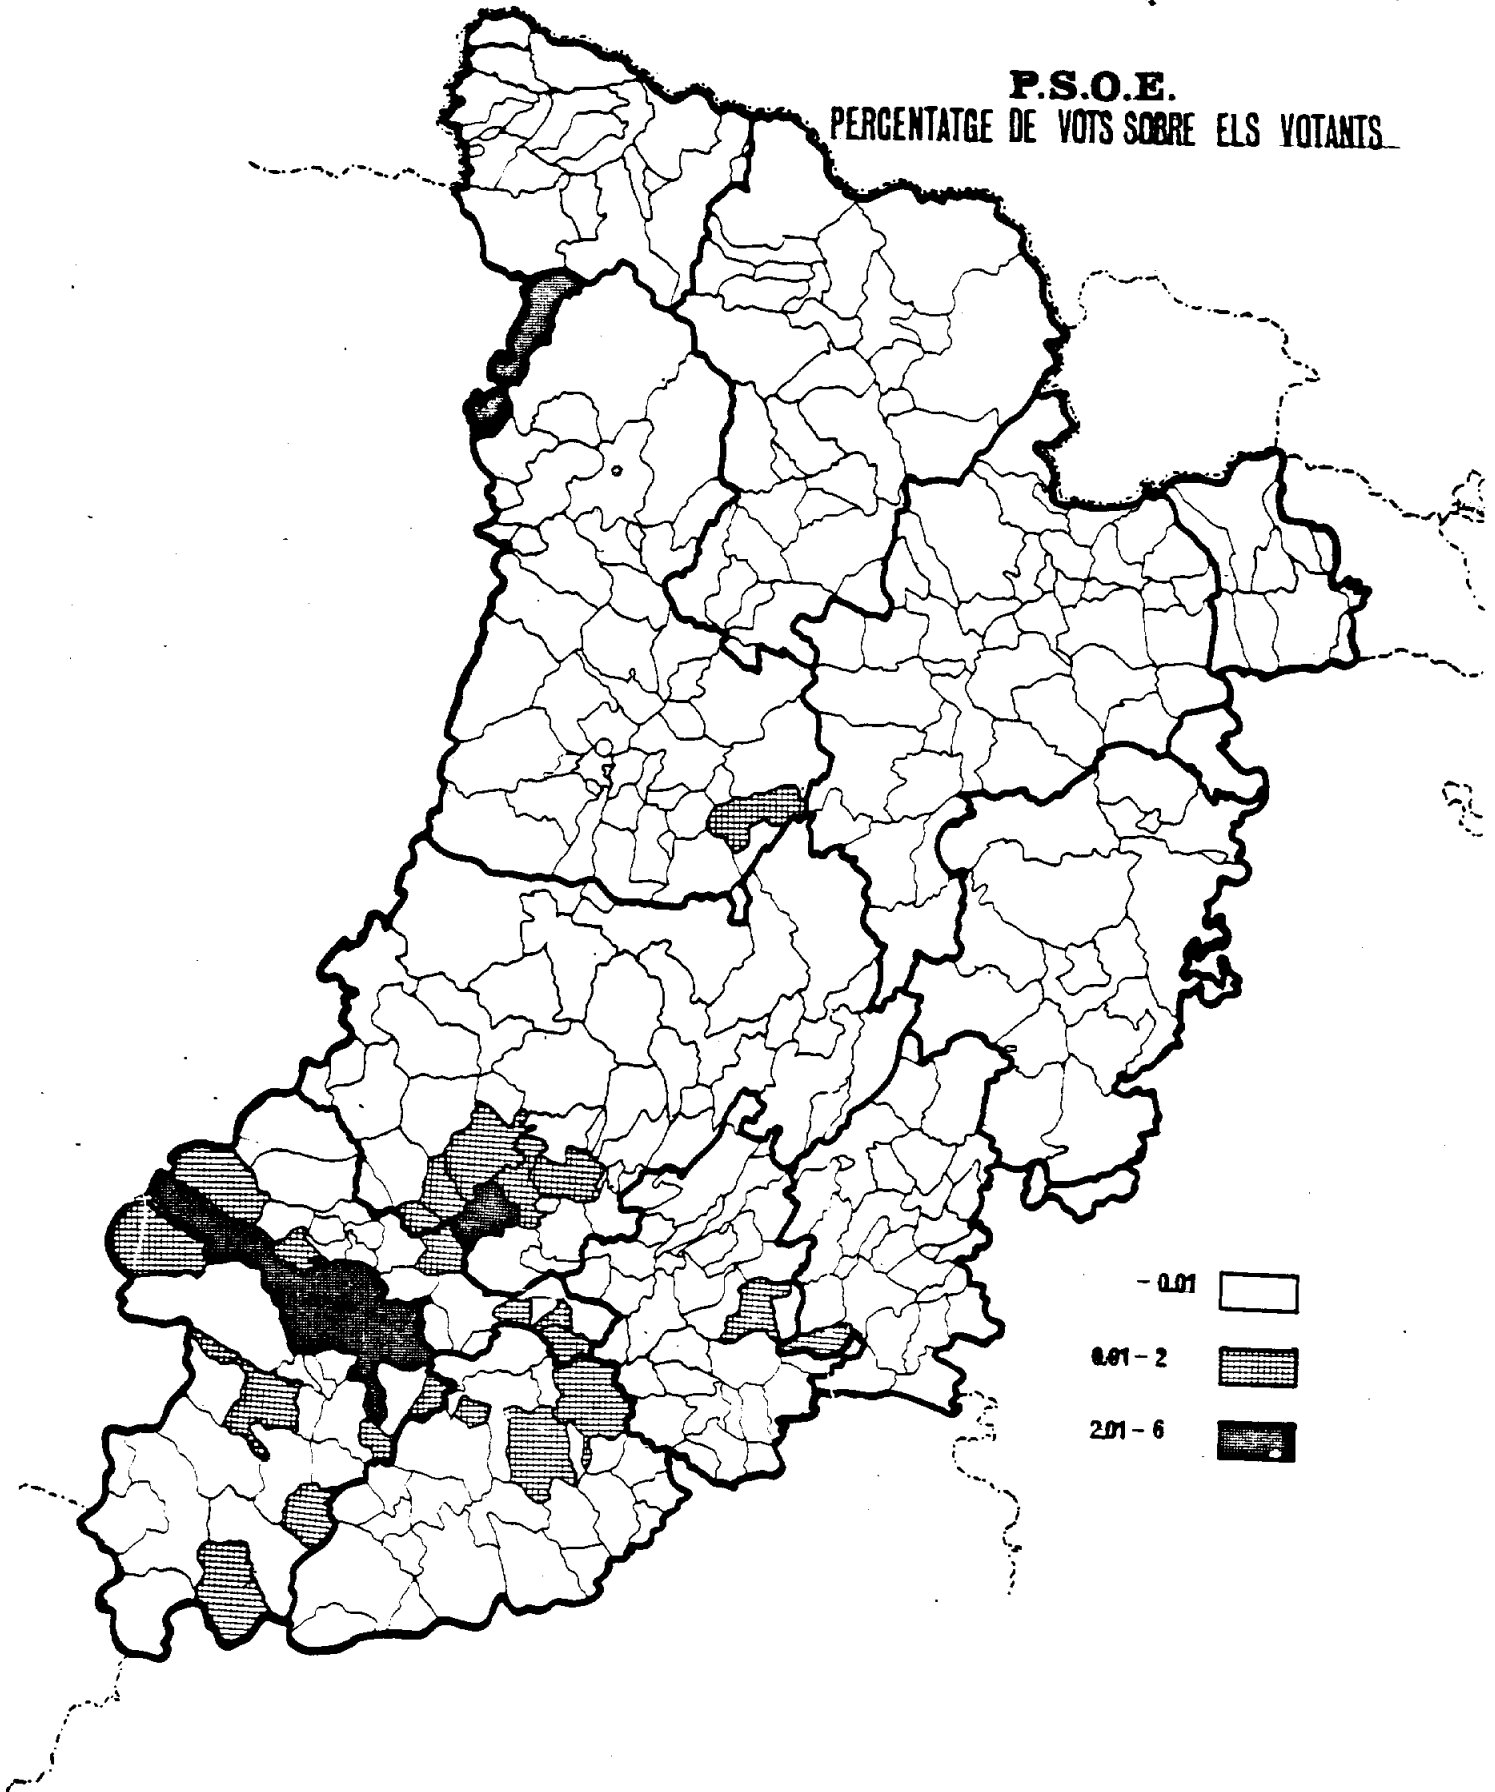 P.S.O.E.
PERCENTATGE DE VOTS SOBRE ELS VOTANTS
- 0.01
0.01 - 2
2.01 - 6